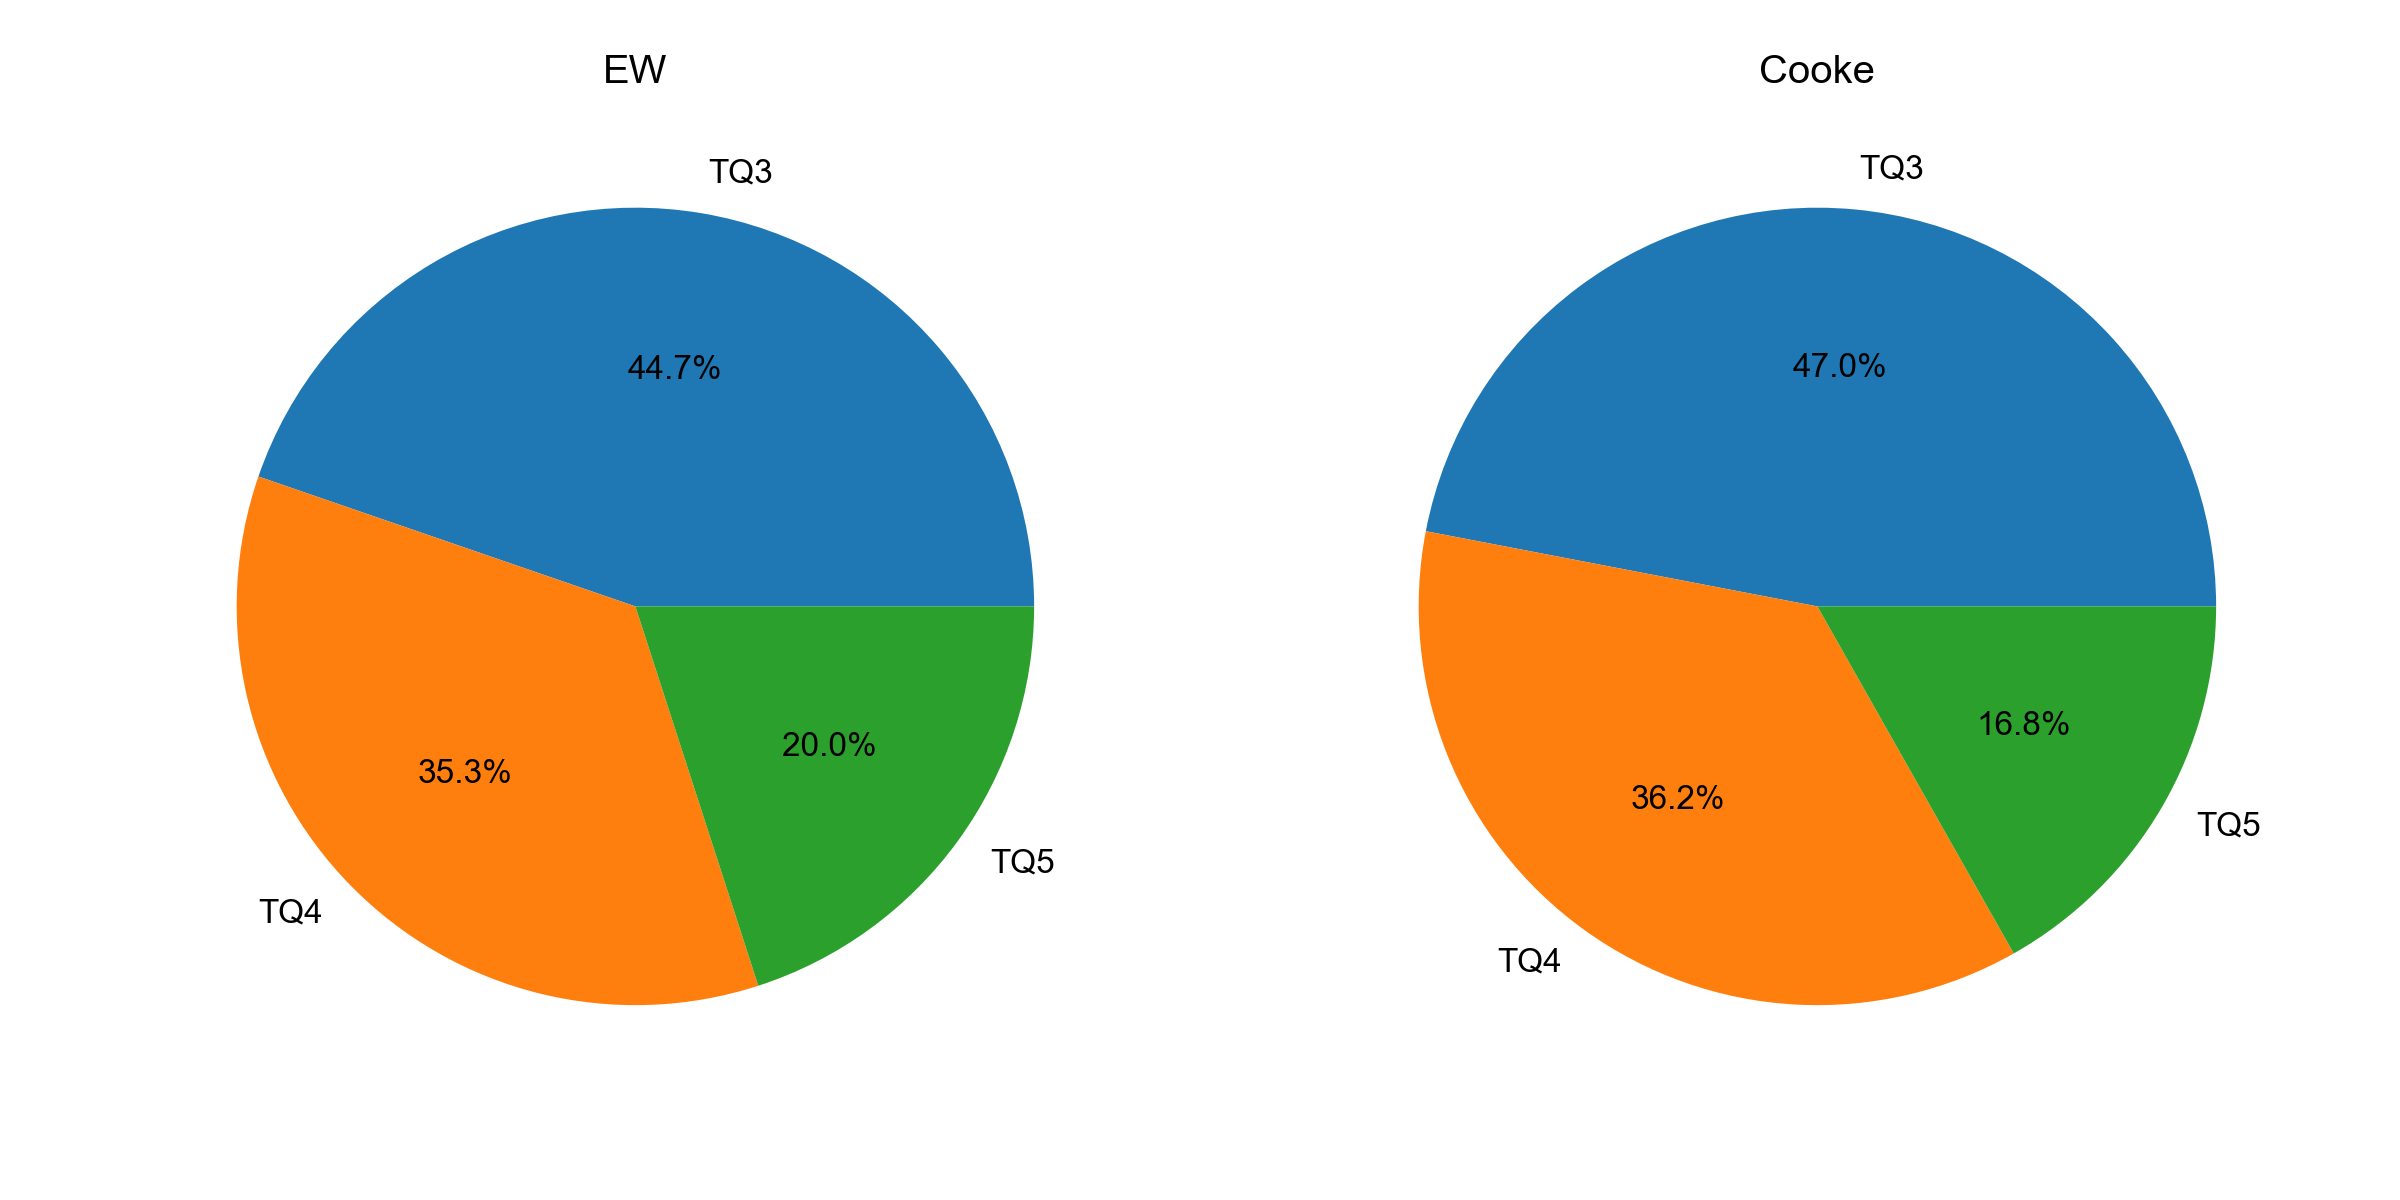 EW
TQ3
44.7%
35.3%
20.0%
TQ4
TQ5
Cooke
TQ3
47.0%
36.2%
16.8%
TQ4
TQ5